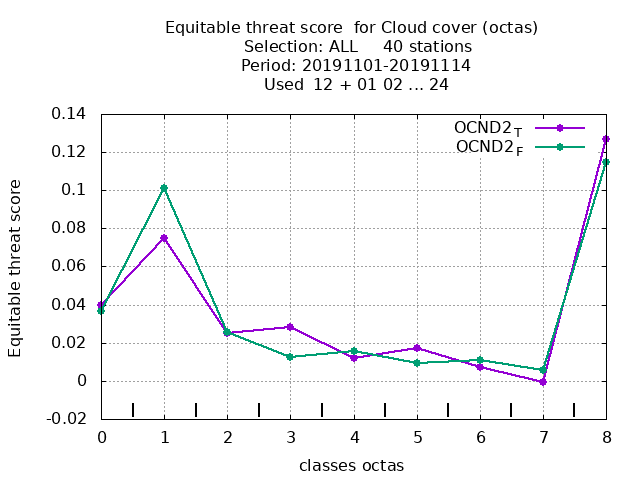 Equitable threat score  for Cloud cover (octas)
Selection: ALL     40 stations
Period: 20191101-20191114
Used  12 + 01 02 ... 24
OCND2_T
OCND2_F
0.14
0.12
0.1
0.08
0.06
0.04
0.02
0
-0.02
Equitable threat score
0 1 2 3 4 5 6 7 8
classes octas